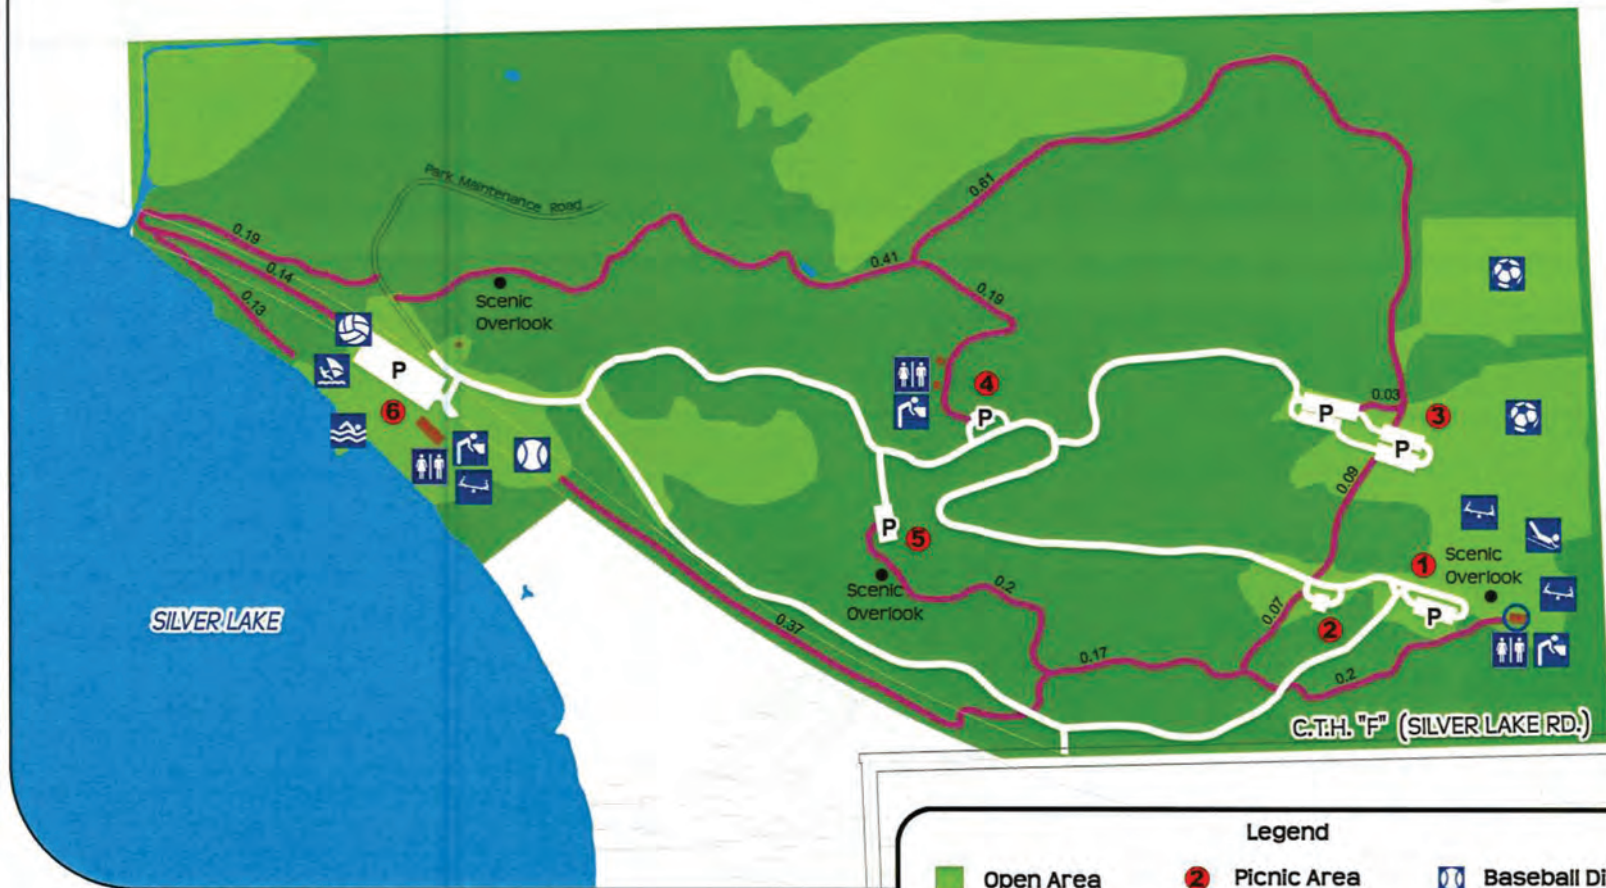 Park Maintenance Road
0.61
0.19
0.14
0.13
0.41
0.19
Scenic
Overlook
P
6
4
P
0.03
P
3
P
0.09
P
5
1
Scenic
Overlook
Scenic
Overlook
0.2
0.07
P
2
0.37
0.17
0.2
SILVER LAKE
C.T.H. "F" (SILVER LAKE RD.)
Legend
Open Area
2 Picnic Area
Baseball Di